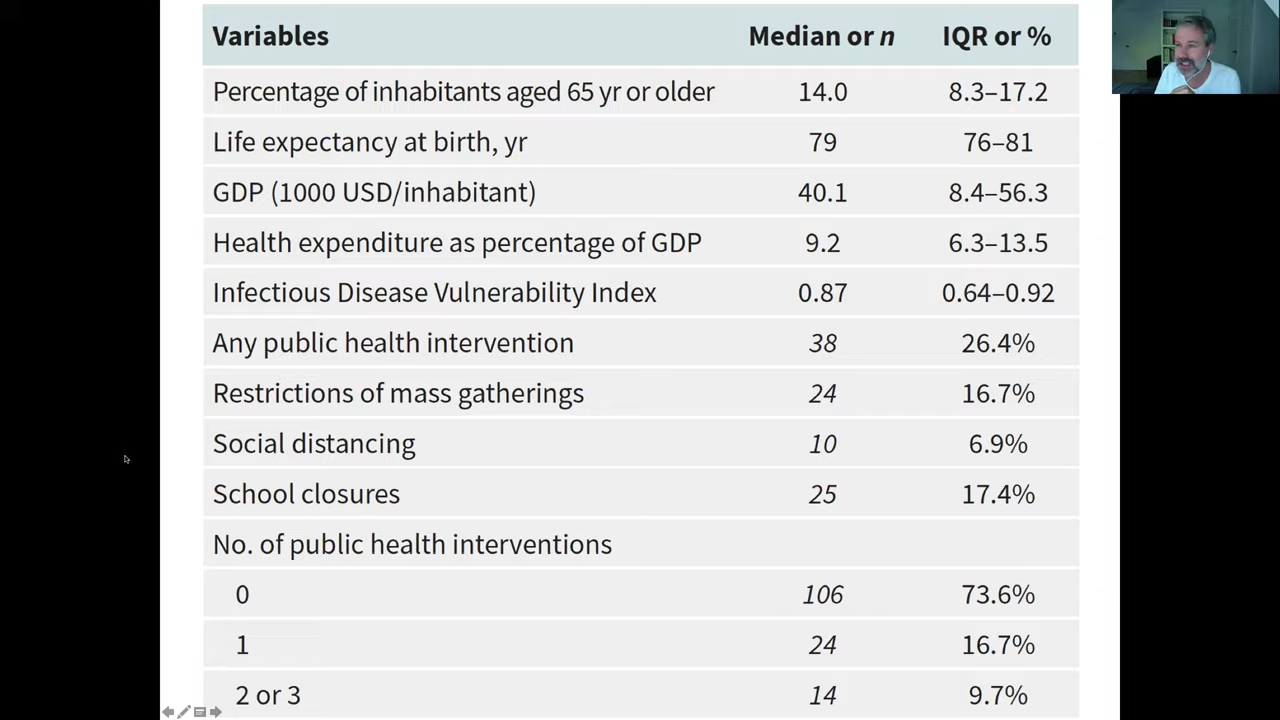 Variables Median or n IQR or %
Percentage of inhabitants aged 65 yr or older 14.0 8.3–17.2
Life expectancy at birth, yr 79 76–81
GDP (1000 USD/inhabitant) 40.1 8.4–56.3
Health expenditure as percentage of GDP 9.2 6.3–13.5
Infectious Disease Vulnerability Index 0.87 0.64–0.92
Any public health intervention 38 26.4%
Restrictions of mass gatherings 24 16.7%
Social distancing 10 6.9%
School closures 25 17.4%
No. of public health interventions
0 106 73.6%
1 24 16.7%
2 or 3 14 9.7%